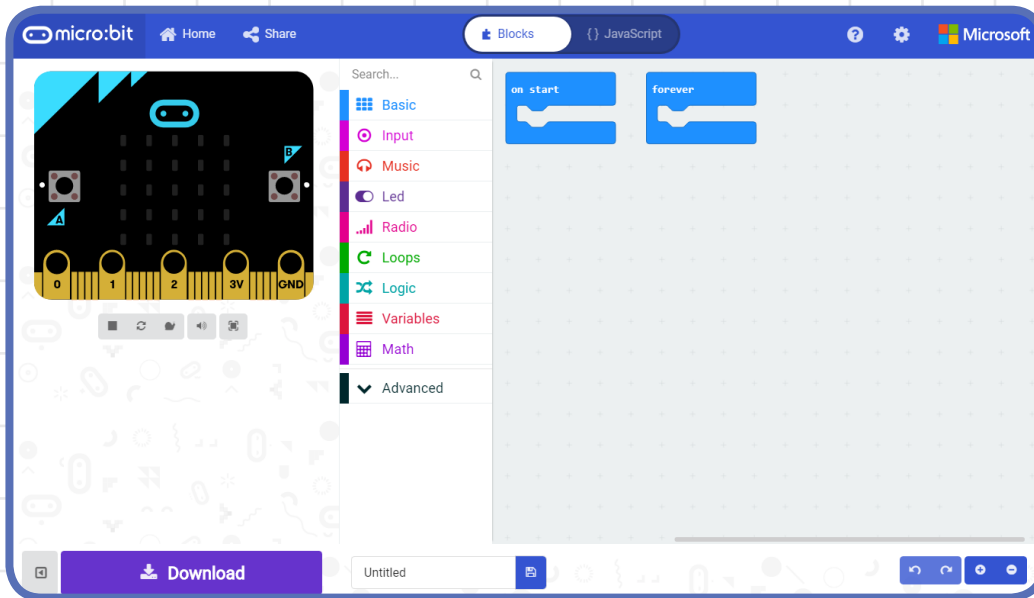 micro:bit Home Share Blocks { } JavaScript ? Microsoft
Search...
Basic
Input
Music
Led
Radio
Loops
Logic
Variables
Math
Advanced
on start
forever
B
A
0 1 2 3V GND
Download
Untitled